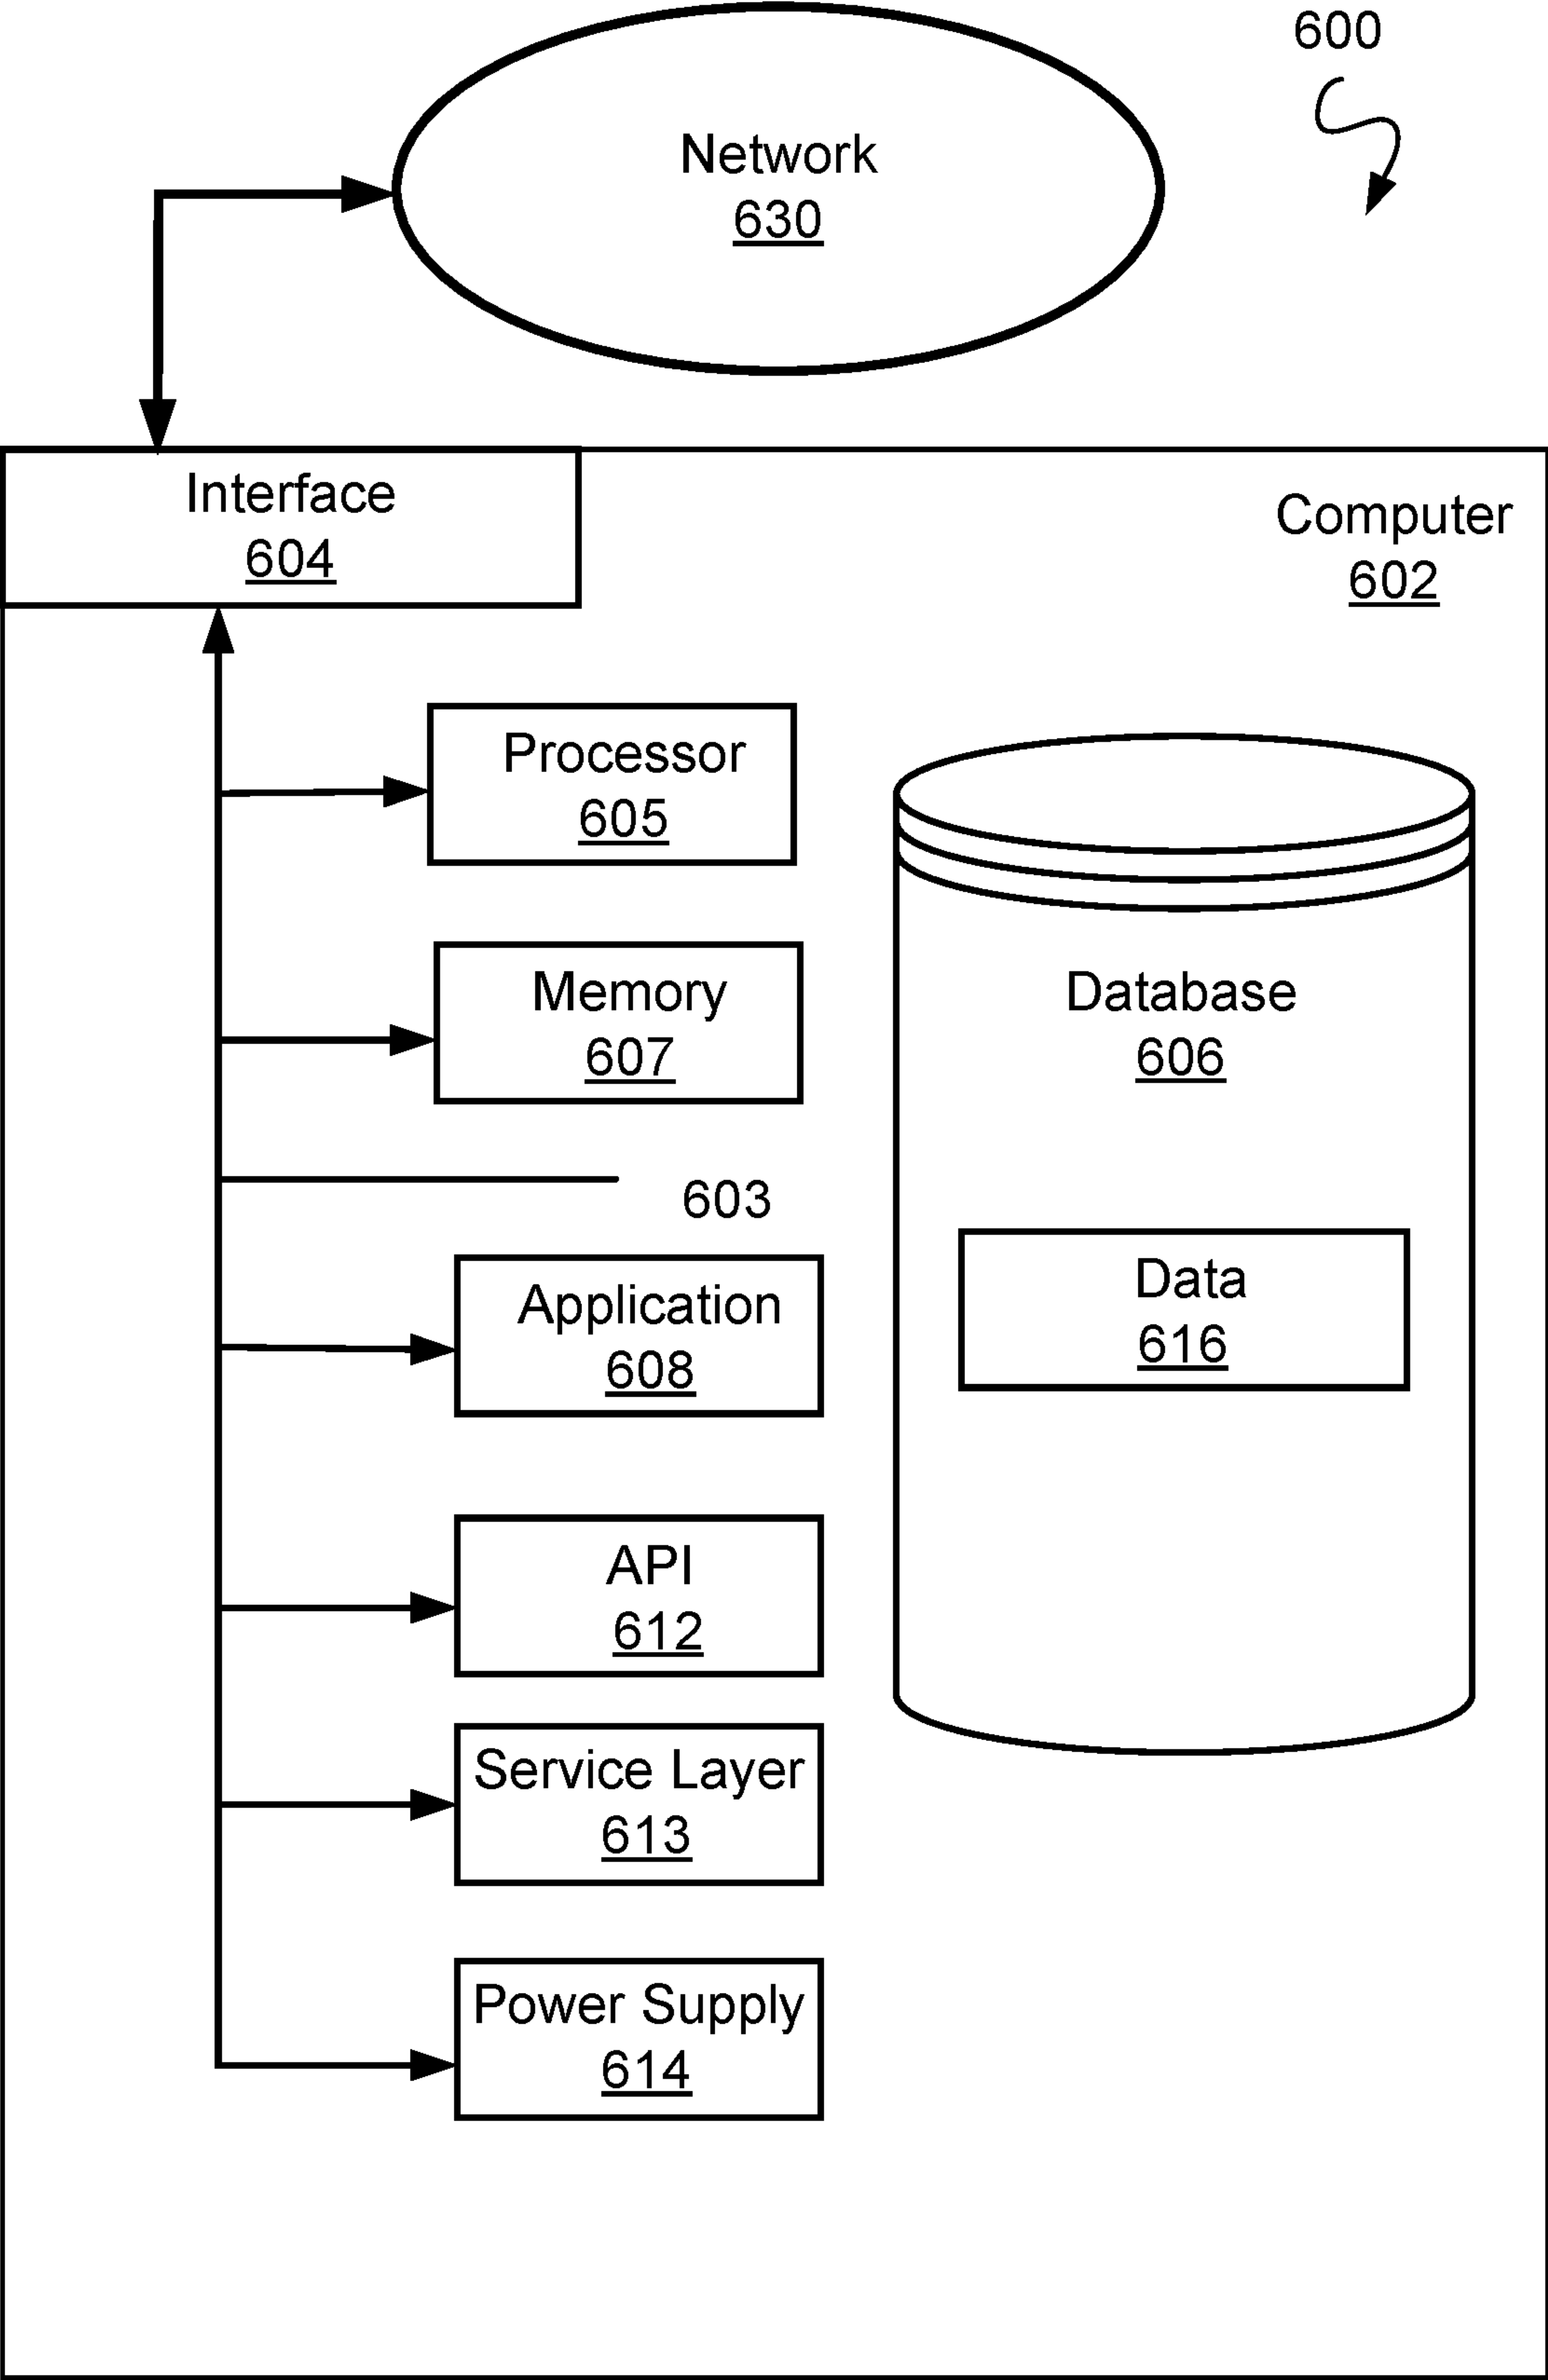 600
Network
630
Interface
604
Computer
602
Processor
605
Memory
607
Database
606
603
Data
616
Application
608
API
612
Service Layer
613
Power Supply
614